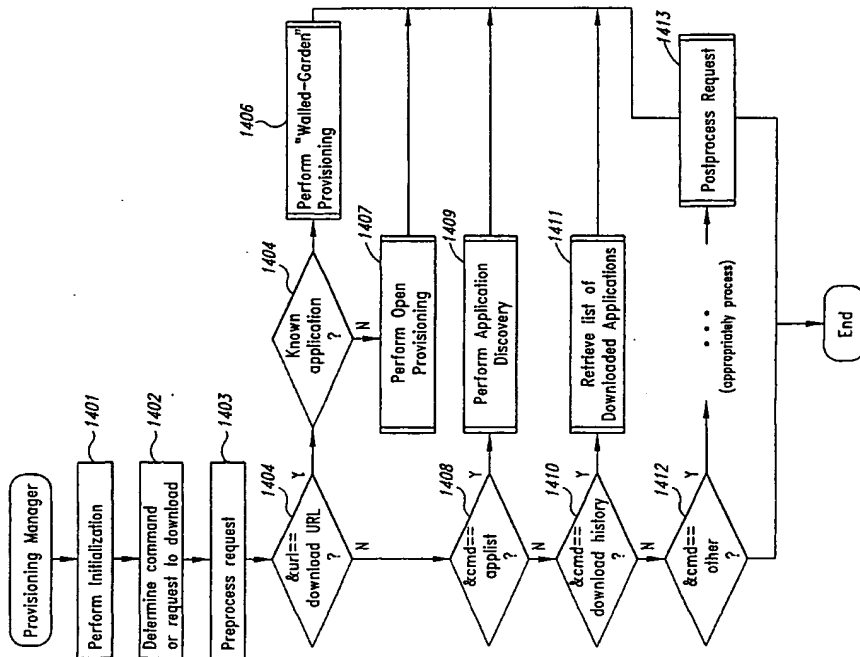 Provisioning Manager
1401
Perform Initialization
1402
Determine command
or request to download
1403
Preprocess request
1404
&url==
download URL
?
Y
N
1404
Known
application
?
N
1406
Perform "Walled-Garden"
Provisioning
1407
Perform Open
Provisioning
1408
&cmd==
applist
?
Y
N
1409
Perform Application
Discovery
1410
&cmd==
download history
?
Y
N
1411
Retrieve list of
Downloaded Applications
1412
&cmd==
other
?
Y
• • •
(appropriately process)
1413
Postprocess Request
End